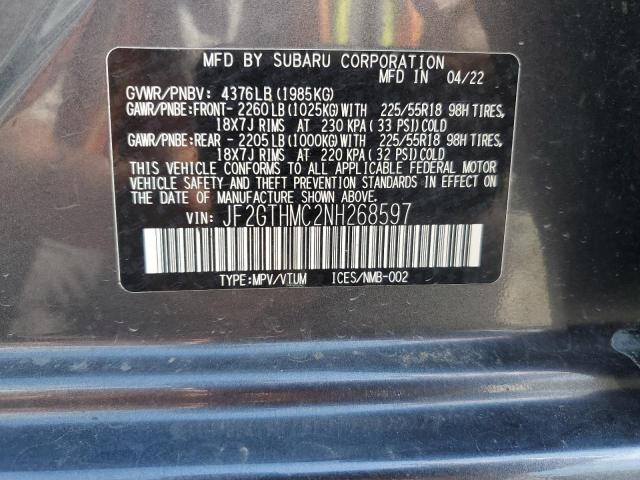 MFD BY SUBARU CORPORATION
MFD IN 04/22
GVWR/PNBV: 4376LB (1985KG)
GAWR/PNBE:FRONT- 2260LB (1025KG) WITH 225/55R18 98H TIRES,
18X7J RIMS AT 230 KPA (33 PSI) COLD
GAWR/PNBE:REAR - 2205LB (1000KG) WITH 225/55R18 98H TIRES,
18X7J RIMS AT 220 KPA (32 PSI) COLD
THIS VEHICLE CONFORMS TO ALL APPLICABLE FEDERAL MOTOR
VEHICLE SAFETY AND THEFT PREVENTION STANDARDS IN EFFECT ON
THE DATE OF MANUFACTURE SHOWN ABOVE.
VIN: JF2GTHMC2NH268597
TYPE:MPV/VTUM ICES/NMB-002